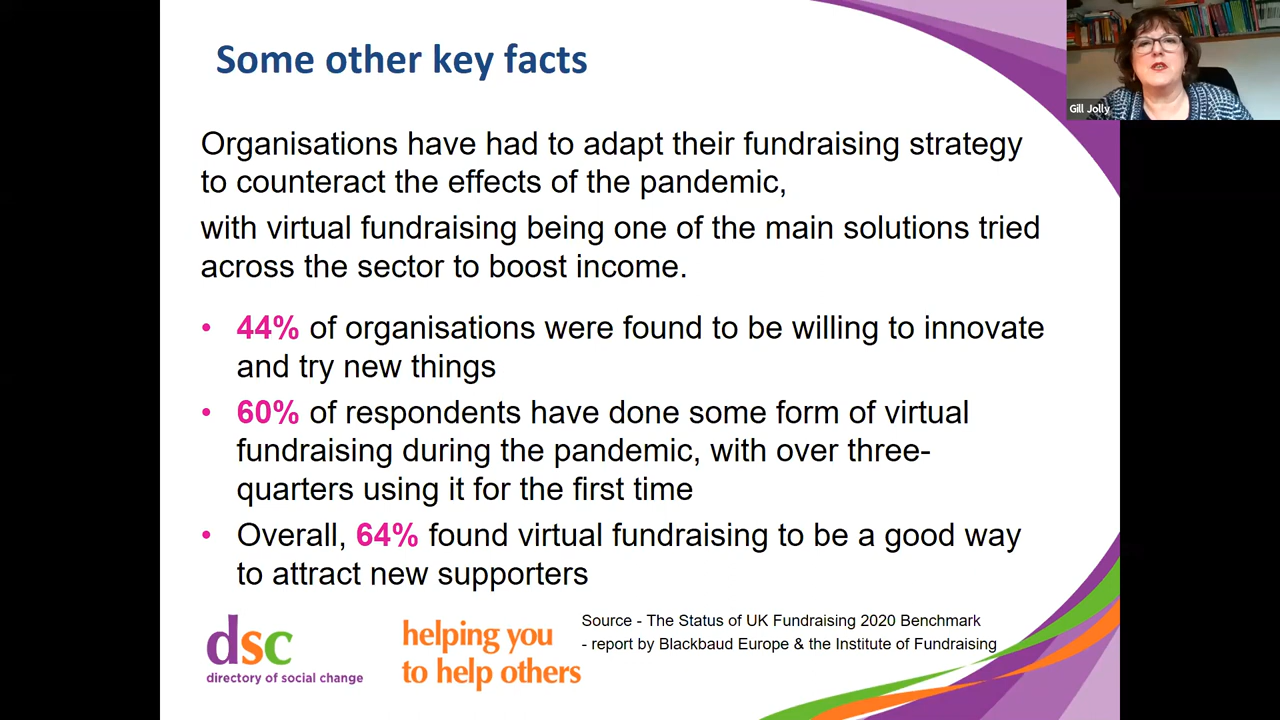 Some other key facts
Gill Jolly
Organisations have had to adapt their fundraising strategy
to counteract the effects of the pandemic,
with virtual fundraising being one of the main solutions tried
across the sector to boost income.
• 44% of organisations were found to be willing to innovate
and try new things
• 60% of respondents have done some form of virtual
fundraising during the pandemic, with over three-
quarters using it for the first time
• Overall, 64% found virtual fundraising to be a good way
to attract new supporters
dsc
directory of social change
helping you
to help others
Source - The Status of UK Fundraising 2020 Benchmark
- report by Blackbaud Europe & the Institute of Fundraising